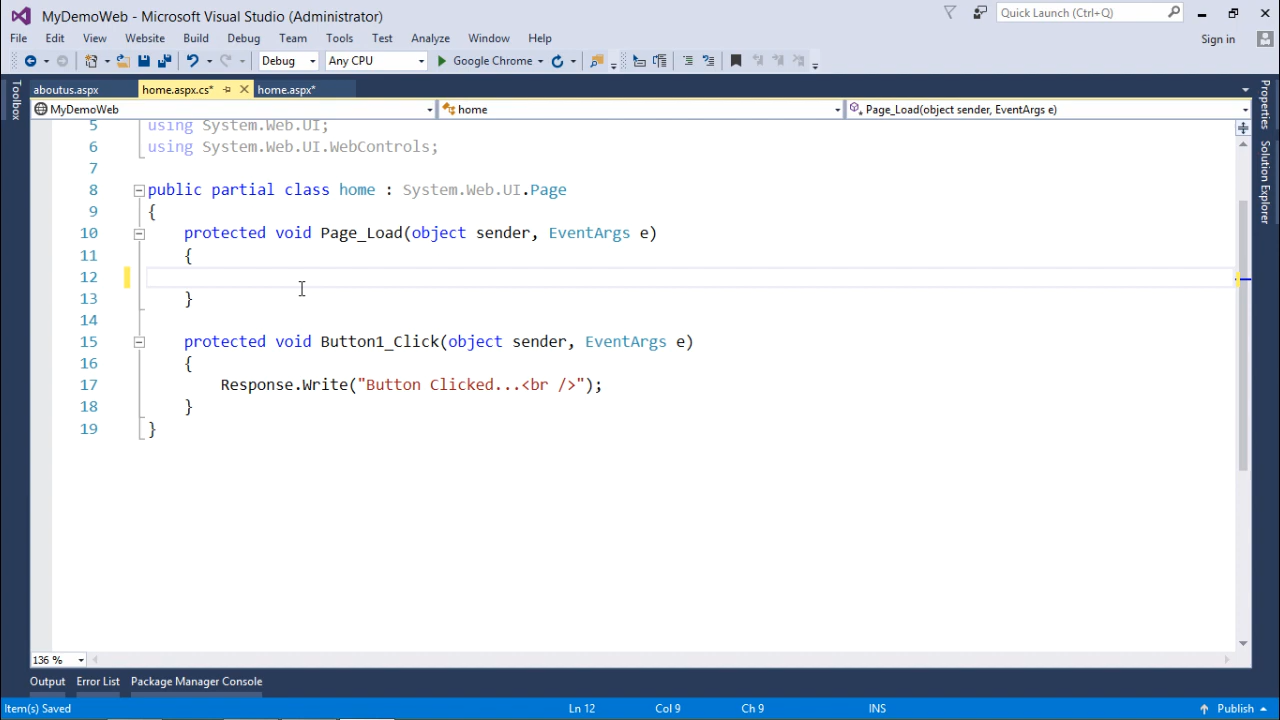 MyDemoWeb - Microsoft Visual Studio (Administrator)
Quick Launch (Ctrl+Q)
File Edit View Website Build Debug Team Tools Test Analyze Window Help
Sign in
Debug Any CPU Google Chrome
aboutus.aspx home.aspx.cs* home.aspx*
MyDemoWeb home Page_Load(object sender, EventArgs e)
Toolbox
Properties
Solution Explorer
5 using System.Web.UI;
6 using System.Web.UI.WebControls;
7
8 public partial class home : System.Web.UI.Page
9 {
10 protected void Page_Load(object sender, EventArgs e)
11 {
12
13 }
14
15 protected void Button1_Click(object sender, EventArgs e)
16 {
17 Response.Write("Button Clicked...<br />");
18 }
19 }
136 %
Output Error List Package Manager Console
Item(s) Saved Ln 12 Col 9 Ch 9 INS Publish